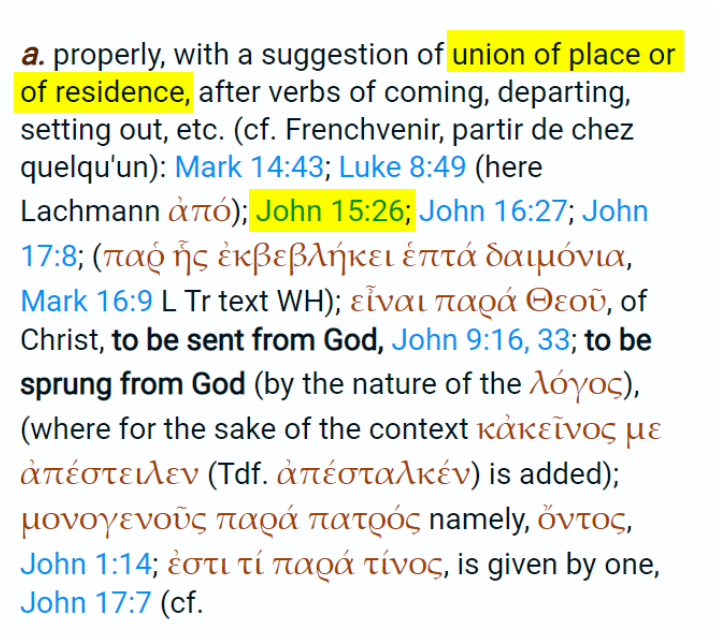 a. properly, with a suggestion of union of place or
of residence, after verbs of coming, departing,
setting out, etc. (cf. Frenchvenir, partir de chez
quelqu'un): Mark 14:43; Luke 8:49 (here
Lachmann ἀπό); John 15:26; John 16:27; John
17:8; (παῥ ἧς ἐκβεβλήκει ἑπτά δαιμόνια,
Mark 16:9 L Tr text WH); εἶναι παρά Θεοῦ, of
Christ, to be sent from God, John 9:16, 33; to be
sprung from God (by the nature of the λόγος),
(where for the sake of the context κἀκεῖνος με
ἀπέστειλεν (Tdf. ἀπέσταλκέν) is added);
μονογενοῦς παρά πατρός namely, ὄντος,
John 1:14; ἐστι τί παρά τίνος, is given by one,
John 17:7 (cf.